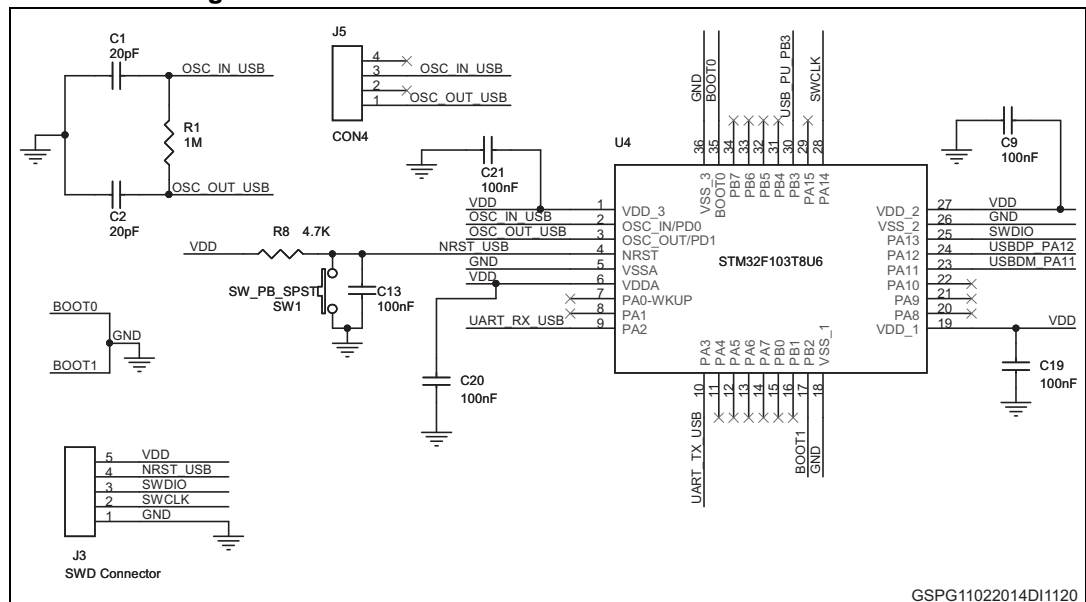 C1
20pF
OSC_IN_USB
R1
1M
OSC_OUT_USB
C2
20pF
J5
4
3
OSC_IN_USB
2
1
OSC_OUT_USB
CON4
GND
BOOT0
USB_PU_PB3
SWCLK
36
35
34
33
32
31
30
29
28
U4
VSS_3
BOOT0
PB7
PB6
PB5
PB4
PB3
PA15
PA14
C21
100nF
C9
100nF
VDD
1
VDD_3
OSC_IN_USB
2
OSC_IN/PD0
OSC_OUT_USB
3
OSC_OUT/PD1
NRST_USB
4
NRST
GND
5
VSSA
VDD
6
VDDA
7
PA0-WKUP
8
PA1
UART_RX_USB
9
PA2
STM32F103T8U6
VDD_2
27
VDD
VSS_2
26
GND
PA13
25
SWDIO
PA12
24
USBDP_PA12
PA11
23
USBDM_PA11
PA10
22
PA9
21
PA8
20
VDD_1
19
VDD
VDD
R8 4.7K
SW_PB_SPST
SW1
C13
100nF
BOOT0
GND
BOOT1
C20
100nF
C19
100nF
PA3
PA4
PA5
PA6
PA7
PB0
PB1
PB2
VSS_1
10
11
12
13
14
15
16
17
18
UART_TX_USB
BOOT1
GND
5
VDD
4
NRST_USB
3
SWDIO
2
SWCLK
1
GND
J3
SWD Connector
GSPG11022014DI1120